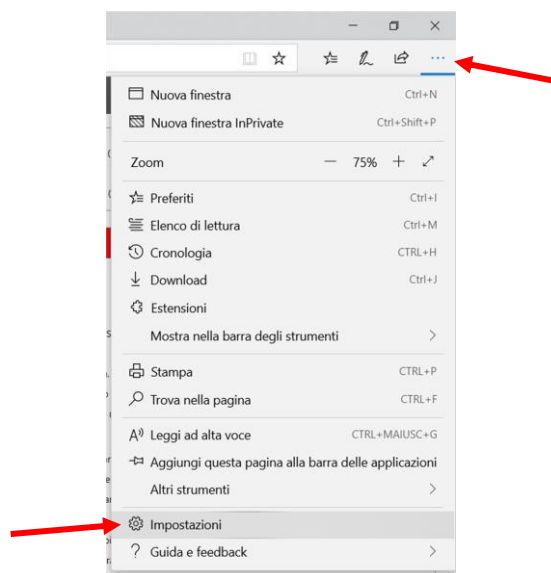 Nuova finestra Ctrl+N
Nuova finestra InPrivate Ctrl+Shift+P
Zoom — 75% +
Preferiti Ctrl+I
Elenco di lettura Ctrl+M
Cronologia CTRL+H
Download Ctrl+J
Estensioni
Mostra nella barra degli strumenti
Stampa CTRL+P
Trova nella pagina CTRL+F
Leggi ad alta voce CTRL+MAIUSC+G
Aggiungi questa pagina alla barra delle applicazioni
Altri strumenti
Impostazioni
Guida e feedback